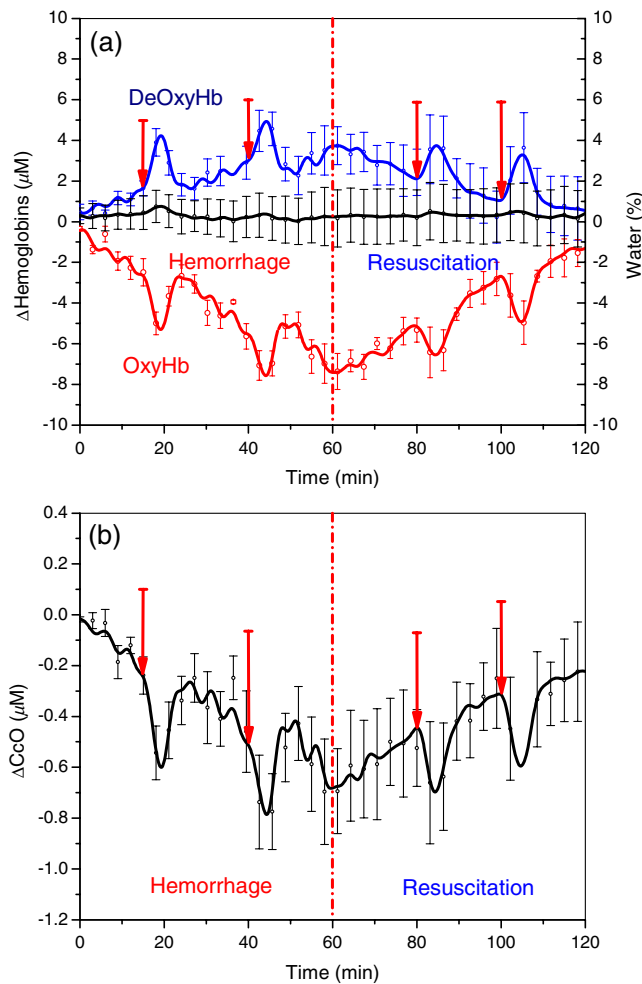 (a)
DeOxyHb
Hemorrhage
Resuscitation
OxyHb
ΔHemoglobins (μM)
Water (%)
10
8
6
4
2
0
-2
-4
-6
-8
-10
10
8
6
4
2
0
-2
-4
-6
-8
-10
0 20 40 60 80 100 120
Time (min)
(b)
ΔCcO (μM)
0.4
0.2
0.0
-0.2
-0.4
-0.6
-0.8
-1.0
-1.2
Hemorrhage
Resuscitation
0 20 40 60 80 100 120
Time (min)